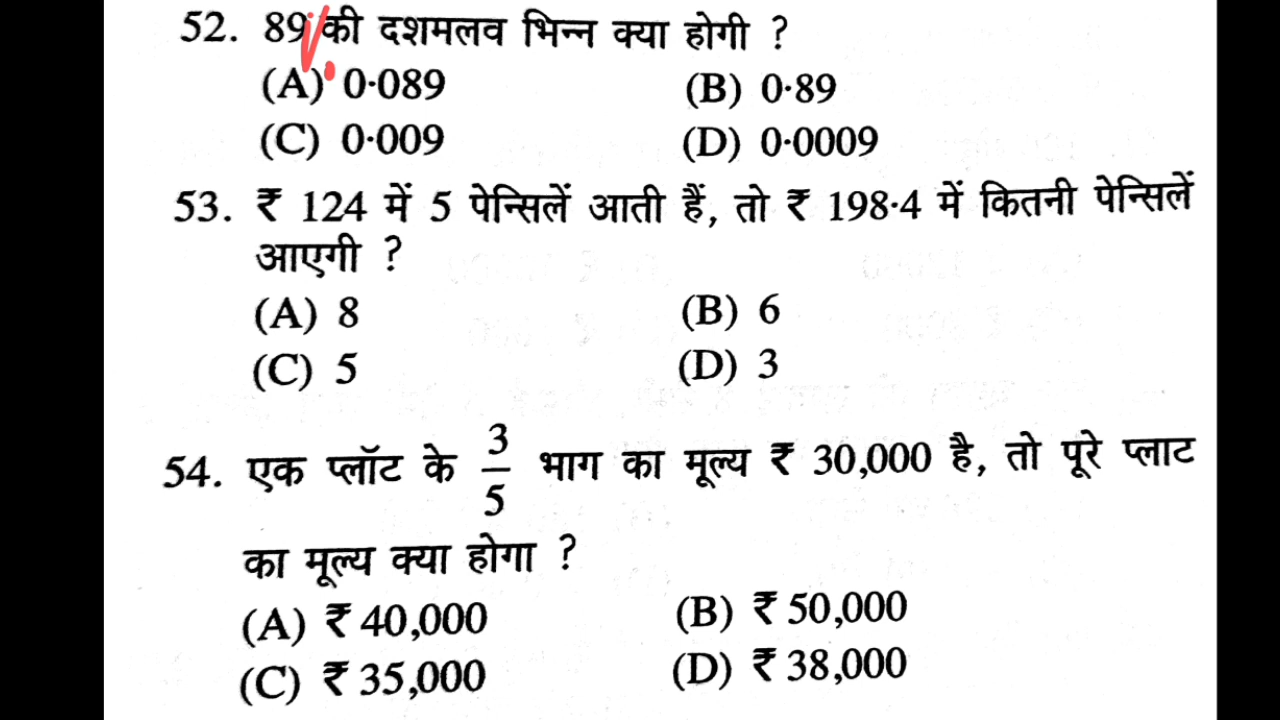 52. 89 की दशमलव भिन्न क्या होगी ?
(A) 0·089 (B) 0·89
(C) 0·009 (D) 0·0009
53. ₹ 124 में 5 पेन्सिलें आती हैं, तो ₹ 198·4 में कितनी पेन्सिलें
आएगी ?
(A) 8 (B) 6
(C) 5 (D) 3
54. एक प्लॉट के 3/5 भाग का मूल्य ₹ 30,000 है, तो पूरे प्लाट
का मूल्य क्या होगा ?
(A) ₹ 40,000 (B) ₹ 50,000
(C) ₹ 35,000 (D) ₹ 38,000